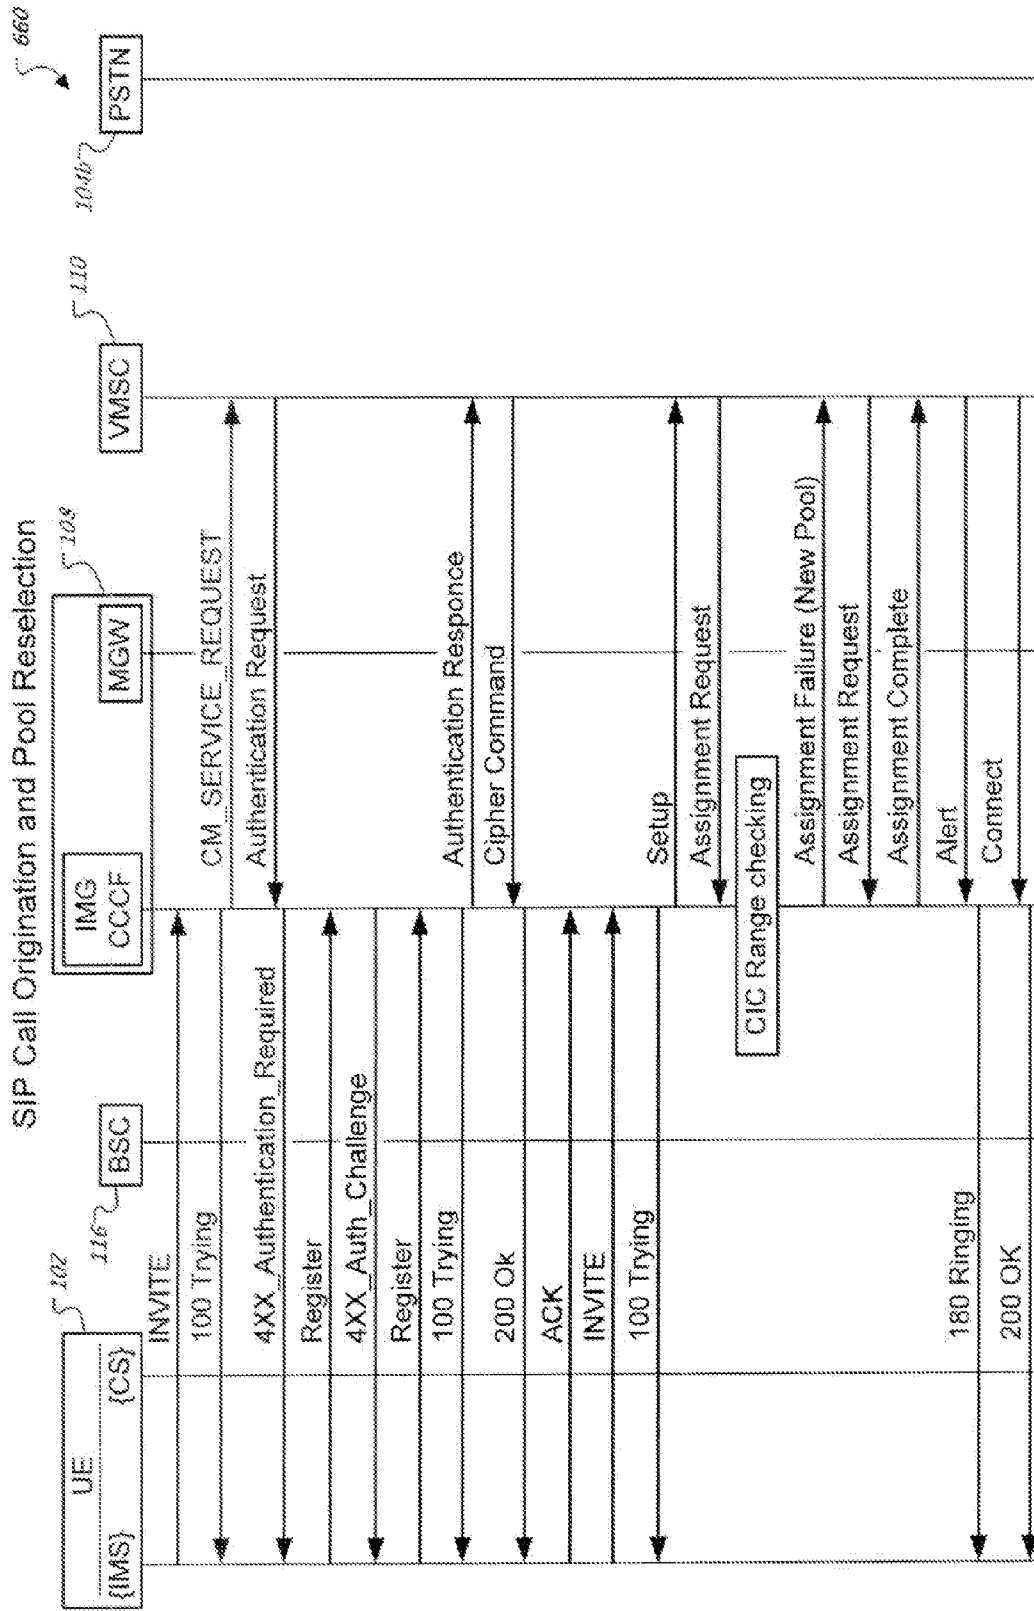 SIP Call Origination and Pool Reselection
660
102
116
108
110
104b
UE
{IMS}
{CS}
BSC
IMG
CCCF
MGW
VMSC
PSTN
INVITE
100 Trying
CM_SERVICE_REQUEST
Authentication Request
4XX_Authentication_Required
Register
4XX_Auth_Challenge
Register
100 Trying
Authentication Responce
Cipher Command
200 Ok
ACK
INVITE
100 Trying
Setup
Assignment Request
CIC Range checking
Assignment Failure (New Pool)
Assignment Request
Assignment Complete
Alert
180 Ringing
Connect
200 OK